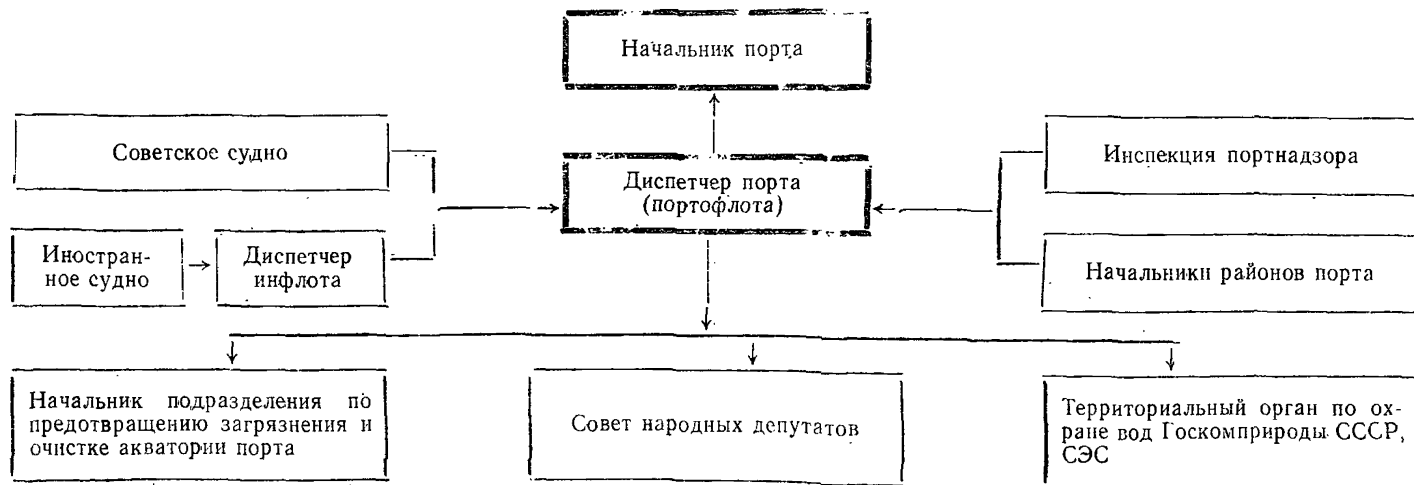 Начальник порта
Советское судно
Инспекция портнадзора
Диспетчер порта
(портофлота)
Иностран-
ное судно
Диспетчер
инфлота
Начальники районов порта
Начальник подразделения по
предотвращению загрязнения и
очистке акватории порта
Совет народных депутатов
Территориальный орган по ох-
ране вод Госкомприроды СССР,
СЭС